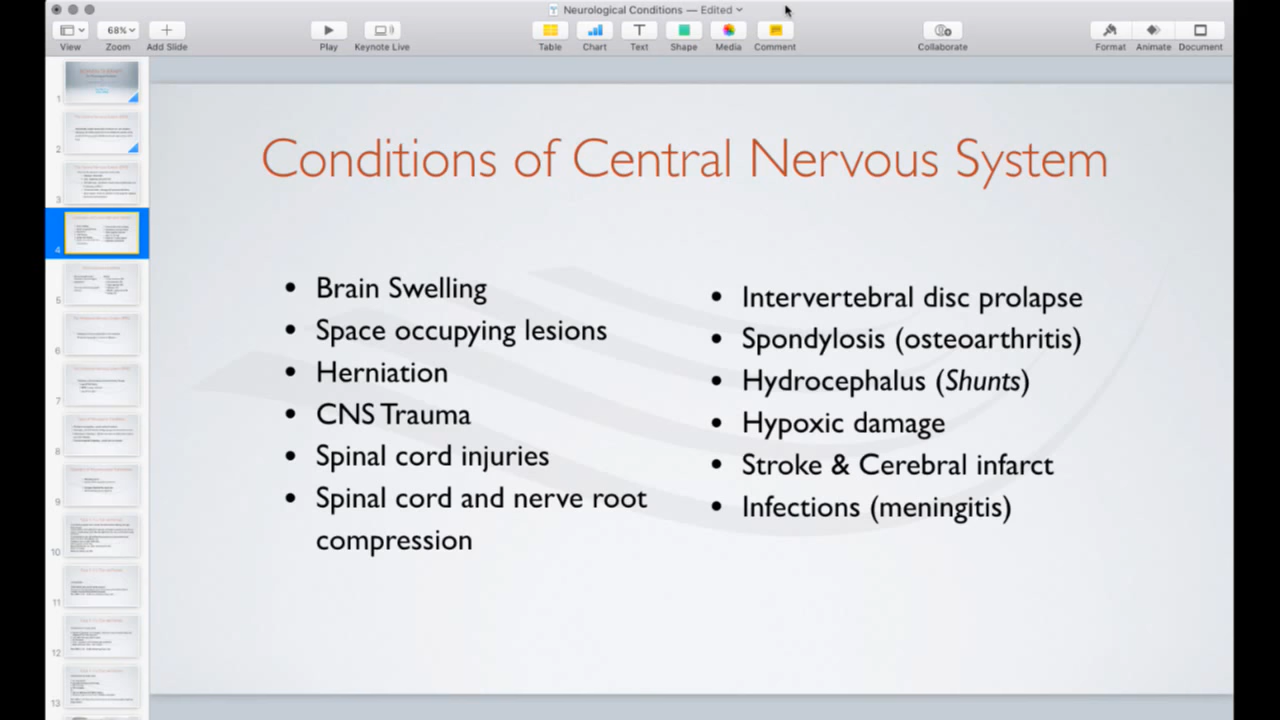 Neurological Conditions — Edited
68%
View
Zoom
Add Slide
Play
Keynote Live
Table
Chart
Text
Shape
Media
Comment
Collaborate
Format
Animate
Document
1
2
3
4
5
6
7
8
9
10
11
12
13
Conditions of Central Nervous System
• Brain Swelling
• Space occupying lesions
• Herniation
• CNS Trauma
• Spinal cord injuries
• Spinal cord and nerve root
compression
• Intervertebral disc prolapse
• Spondylosis (osteoarthritis)
• Hydrocephalus (Shunts)
• Hypoxic damage
• Stroke & Cerebral infarct
• Infections (meningitis)